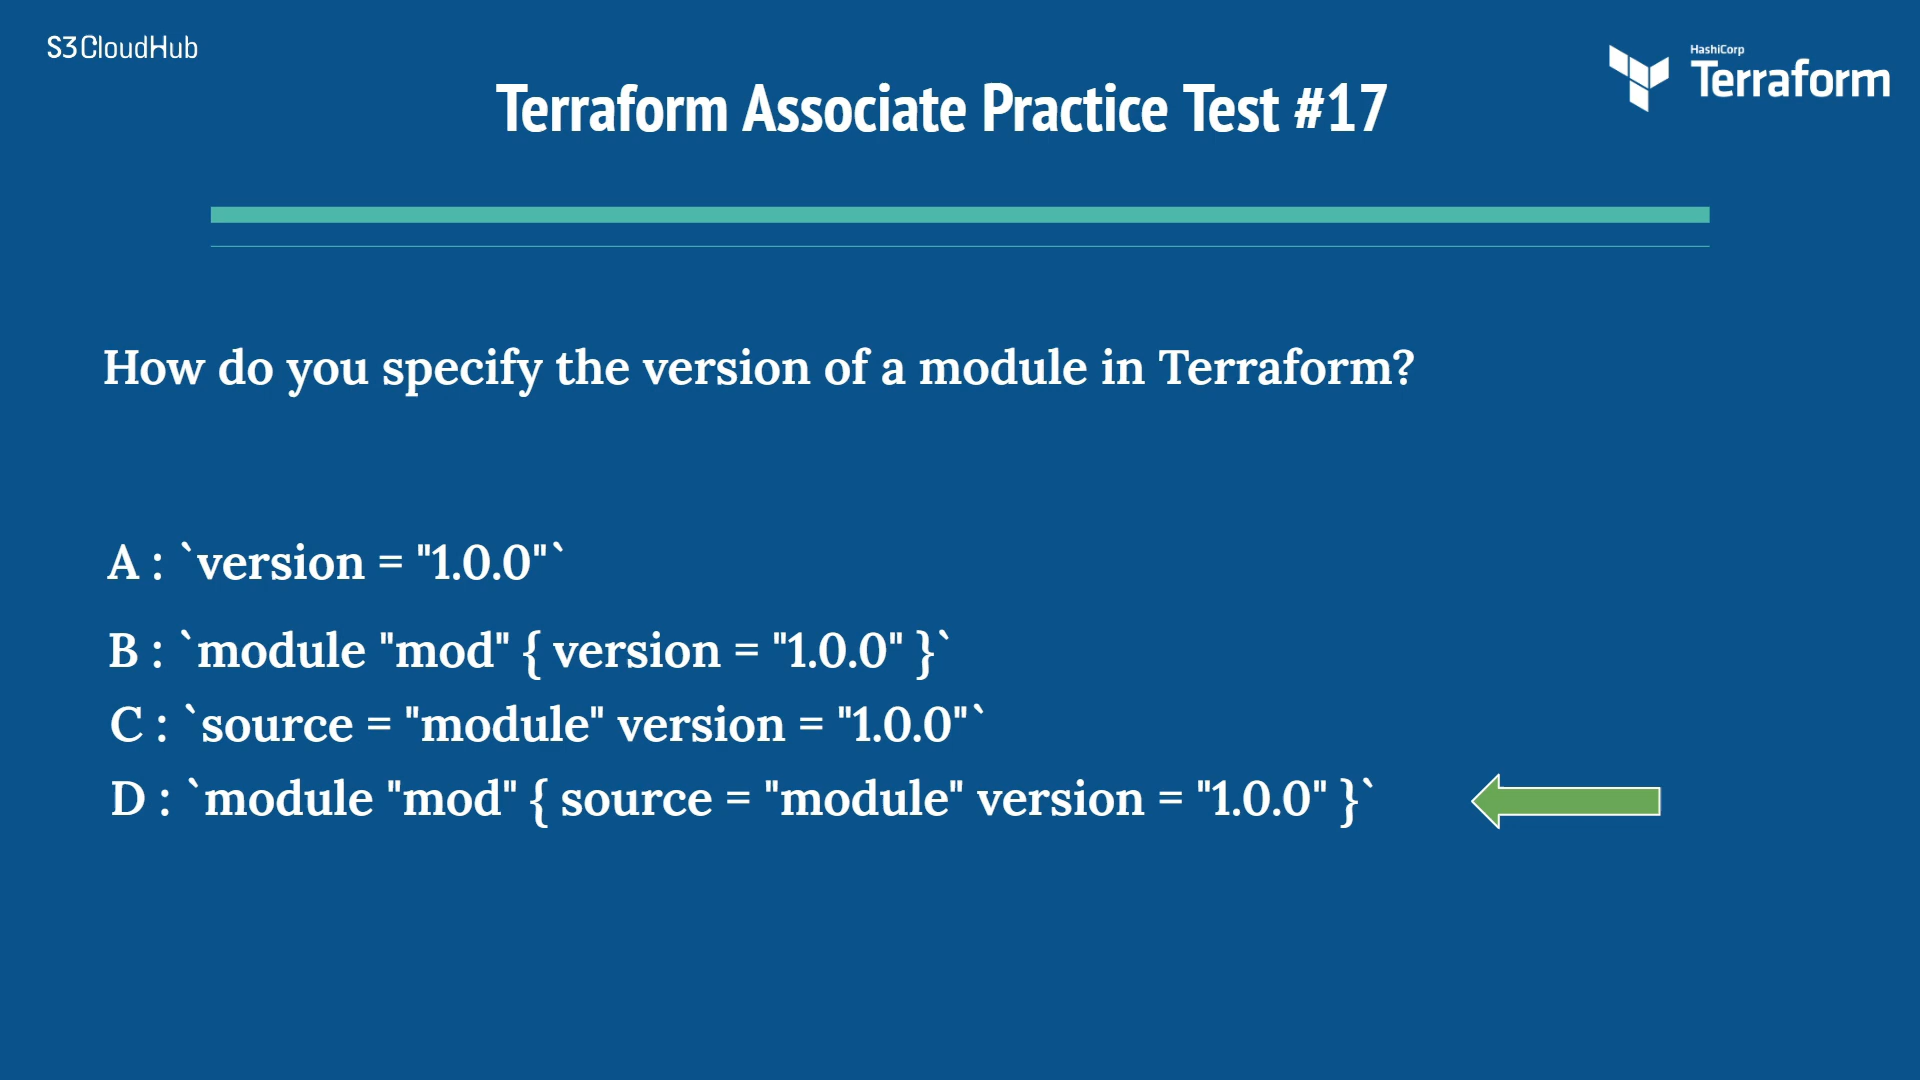 S3CloudHub
HashiCorp
Terraform
Terraform Associate Practice Test #17
How do you specify the version of a module in Terraform?
A : `version = "1.0.0"`
B : `module "mod" { version = "1.0.0" }`
C : `source = "module" version = "1.0.0"`
D : `module "mod" { source = "module" version = "1.0.0" }`